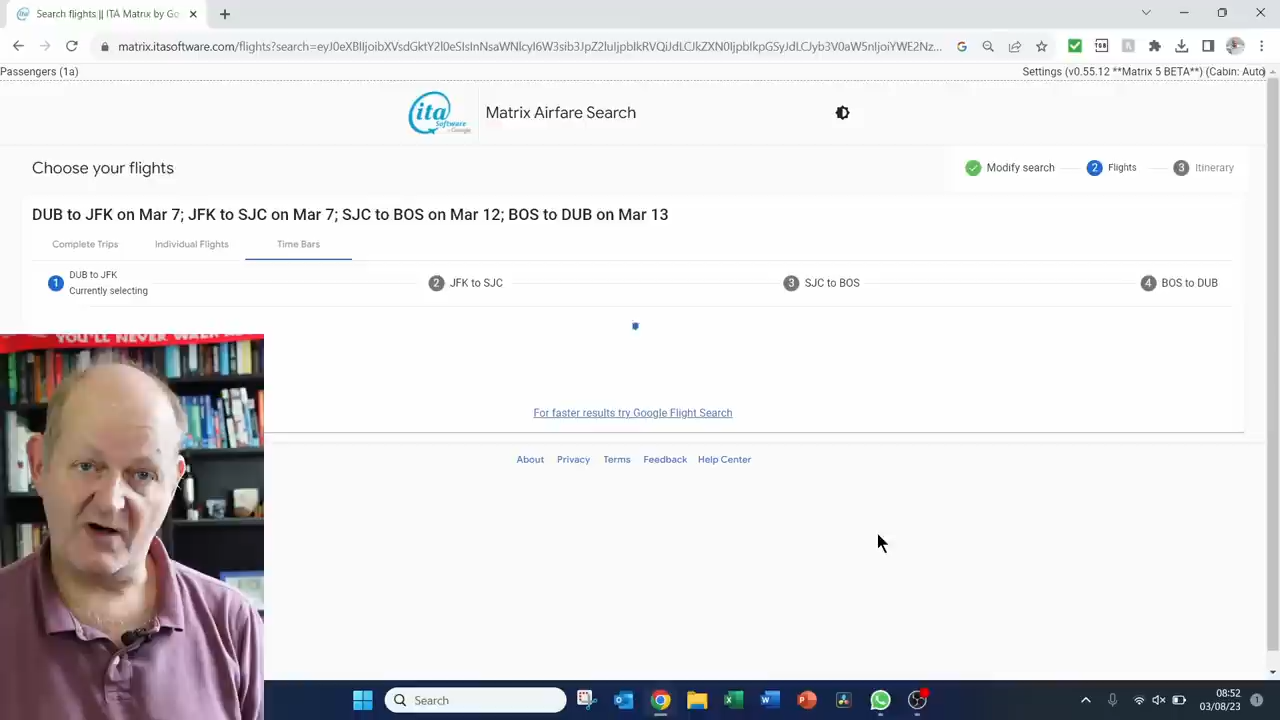 Search flights || ITA Matrix by Go
matrix.itasoftware.com/flights?search=eyJ0eXBlIjoibXVsdGktY2l0eSIsInNsaWNlcyI6W3sib3JpZ2luIjpbIkRVQiJdLCJkZXN0IjpbIkpGSyJdLCJyb3V0aW5nIjoiYWE2Nz...
Passengers (1a)
Settings (v0.55.12 **Matrix 5 BETA**) (Cabin: Auto)
ita
Software
by Google
Matrix Airfare Search
Choose your flights
Modify search
2 Flights
3 Itinerary
DUB to JFK on Mar 7; JFK to SJC on Mar 7; SJC to BOS on Mar 12; BOS to DUB on Mar 13
Complete Trips
Individual Flights
Time Bars
1 DUB to JFK
Currently selecting
2 JFK to SJC
3 SJC to BOS
4 BOS to DUB
YOU'LL NEVER WALK
For faster results try Google Flight Search
About
Privacy
Terms
Feedback
Help Center
Search
08:52
03/08/23
1